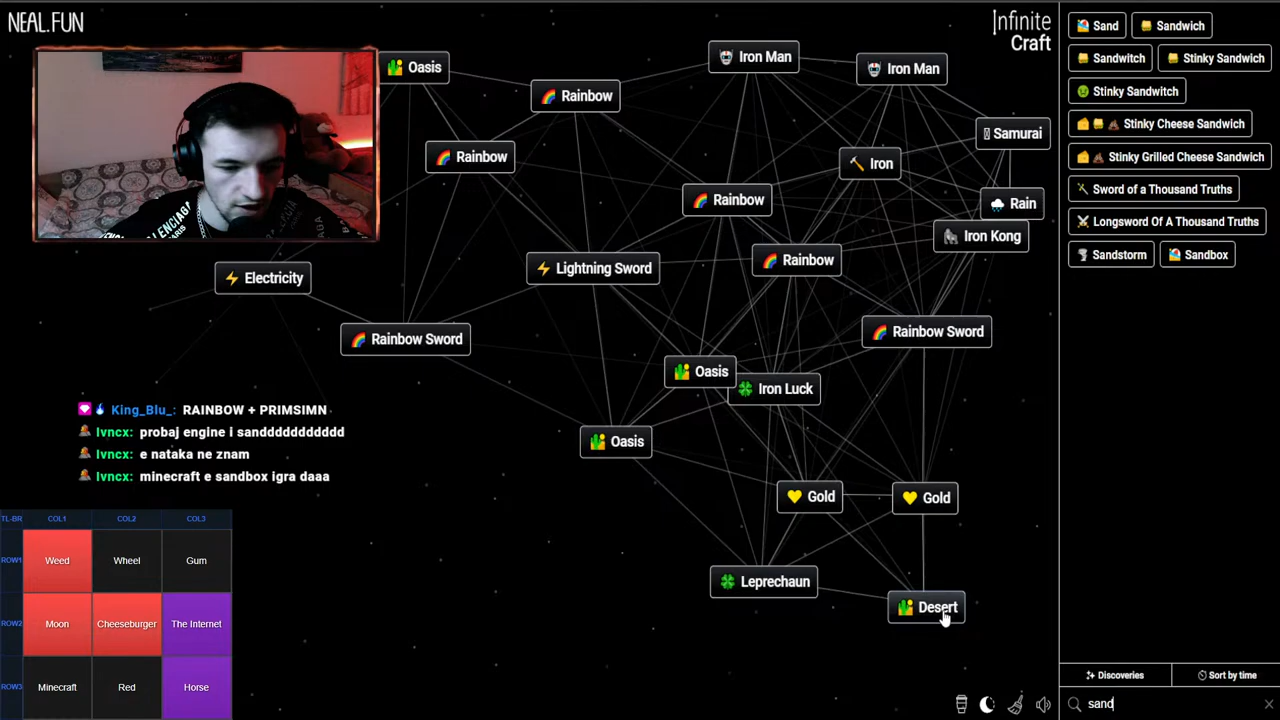 NEAL.FUN
Infinite
Craft
Oasis
Rainbow
Iron Man
Iron Man
Samurai
Rainbow
Iron
Rainbow
Rain
Iron Kong
Rainbow
Lightning Sword
Electricity
Rainbow Sword
Rainbow Sword
Oasis
Iron Luck
Oasis
Gold
Gold
Leprechaun
Desert
King_Blu_: RAINBOW + PRIMSIMN
Ivncx: probaj engine i sanddddddddddd
Ivncx: e nataka ne znam
Ivncx: minecraft e sandbox igra daaa
TL-BR COL1 COL2 COL3
ROW1 Weed Wheel Gum
ROW2 Moon Cheeseburger The Internet
ROW3 Minecraft Red Horse
Sand Sandwich
Sandwitch Stinky Sandwich
Stinky Sandwitch
Stinky Cheese Sandwich
Stinky Grilled Cheese Sandwich
Sword of a Thousand Truths
Longsword Of A Thousand Truths
Sandstorm Sandbox
Discoveries Sort by time
sand